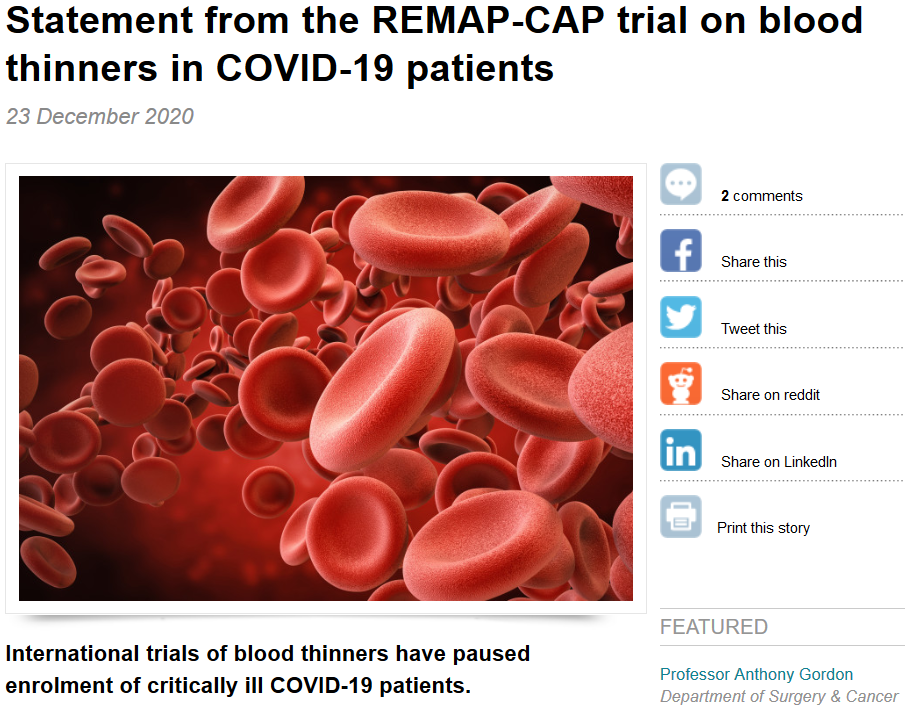 Statement from the REMAP-CAP trial on blood
thinners in COVID-19 patients
23 December 2020
2 comments
Share this
Tweet this
Share on reddit
in
Share on LinkedIn
Print this story
International trials of blood thinners have paused
enrolment of critically ill COVID-19 patients.
FEATURED
Professor Anthony Gordon
Department of Surgery & Cancer